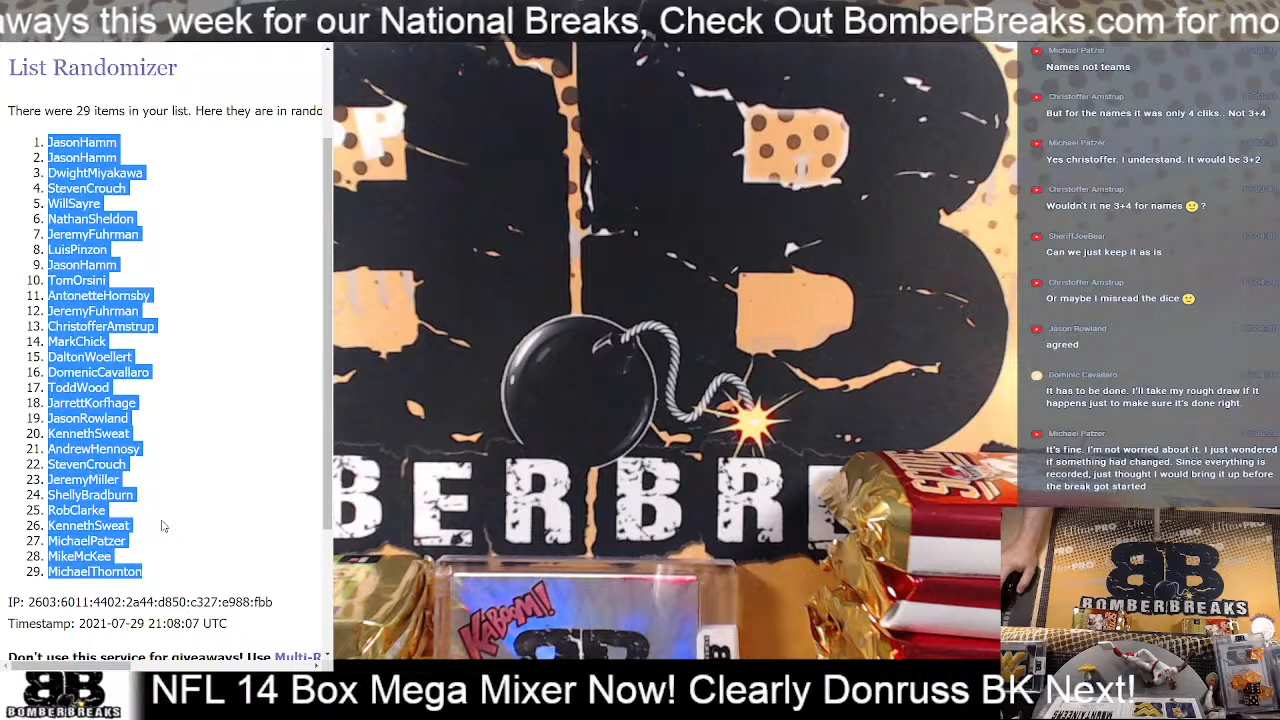 aways this week for our National Breaks, Check Out BomberBreaks.com for mo
List Randomizer
There were 29 items in your list. Here they are in rando
1. JasonHamm
2. JasonHamm
3. DwightMiyakawa
4. StevenCrouch
5. WillSayre
6. NathanSheldon
7. JeremyFuhrman
8. LuisPinzon
9. JasonHamm
10. TomOrsini
11. AntonetteHornsby
12. JeremyFuhrman
13. ChristofferAmstrup
14. MarkChick
15. DaltonWoellert
16. DomenicCavallaro
17. ToddWood
18. JarrettKorfhage
19. JasonRowland
20. KennethSweat
21. AndrewHennosy
22. StevenCrouch
23. JeremyMiller
24. ShellyBradburn
25. RobClarke
26. KennethSweat
27. MichaelPatzer
28. MikeMcKee
29. MichaelThornton
IP: 2603:6011:4402:2a44:d850:c327:e988:fbb
Timestamp: 2021-07-29 21:08:07 UTC
Don't use this service for giveaways! Use Multi-R
BER BRE
KABOOM!
Michael Patzer
Names not teams
Christoffer Amstrup
But for the names it was only 4 cliks.. Not 3+4
Michael Patzer
Yes christoffer. I understand. It would be 3+2
Christoffer Amstrup
Wouldn't it ne 3+4 for names 🙂 ?
SheriffJoeBear
Can we just keep it as is
Christoffer Amstrup
Or maybe I misread the dice 🙂
Jason Rowland
agreed
Dominic Cavallaro
It has to be done. I'll take my rough draw If it
happens just to make sure it's done right.
Michael Patzer
It's fine. I'm not worried about it. I just wondered
if something had changed. Since everything is
recorded, just thought I would bring it up before
the break got started
BB
BOMBERBREAKS
BB
BOMBERBREAKS
NFL 14 Box Mega Mixer Now! Clearly Donruss BK Next!